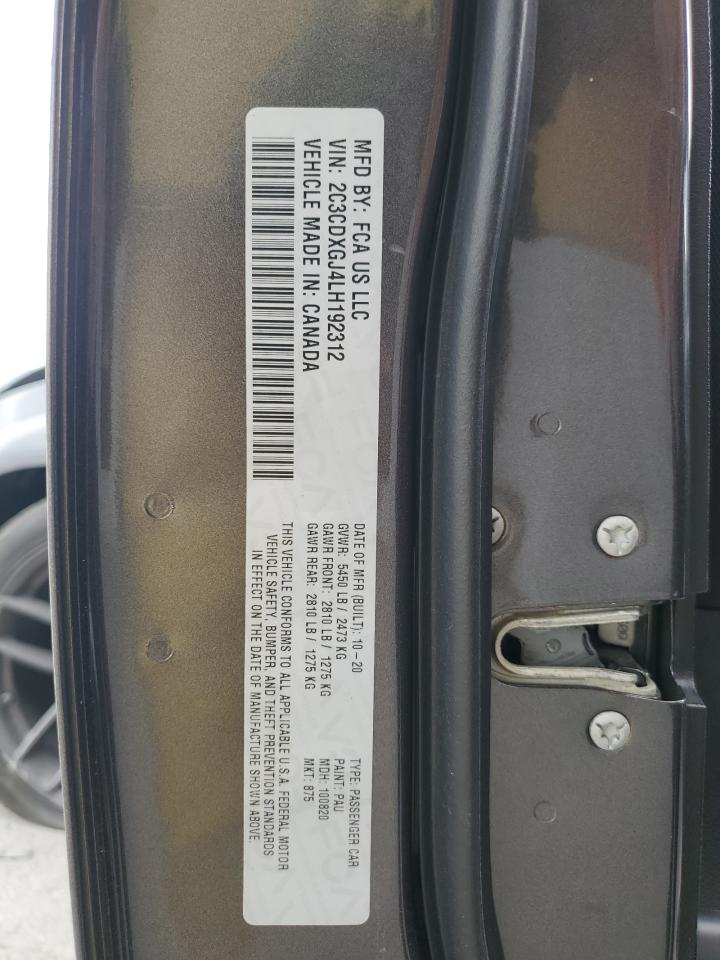 MFD BY: FCA US LLC
VIN: 2C3CDXGJ4LH192312
VEHICLE MADE IN: CANADA
DATE OF MFR (BUILT): 10-20
GVWR: 5450 LB / 2473 KG
GAWR FRONT: 2810 LB / 1275 KG
GAWR REAR: 2810 LB / 1275 KG
THIS VEHICLE CONFORMS TO ALL APPLICABLE U.S.A. FEDERAL MOTOR
VEHICLE SAFETY, BUMPER, AND THEFT PREVENTION STANDARDS
IN EFFECT ON THE DATE OF MANUFACTURE SHOWN ABOVE.
TYPE: PASSENGER CAR
PAINT: PAU
MDH: 100820
MKT: 875